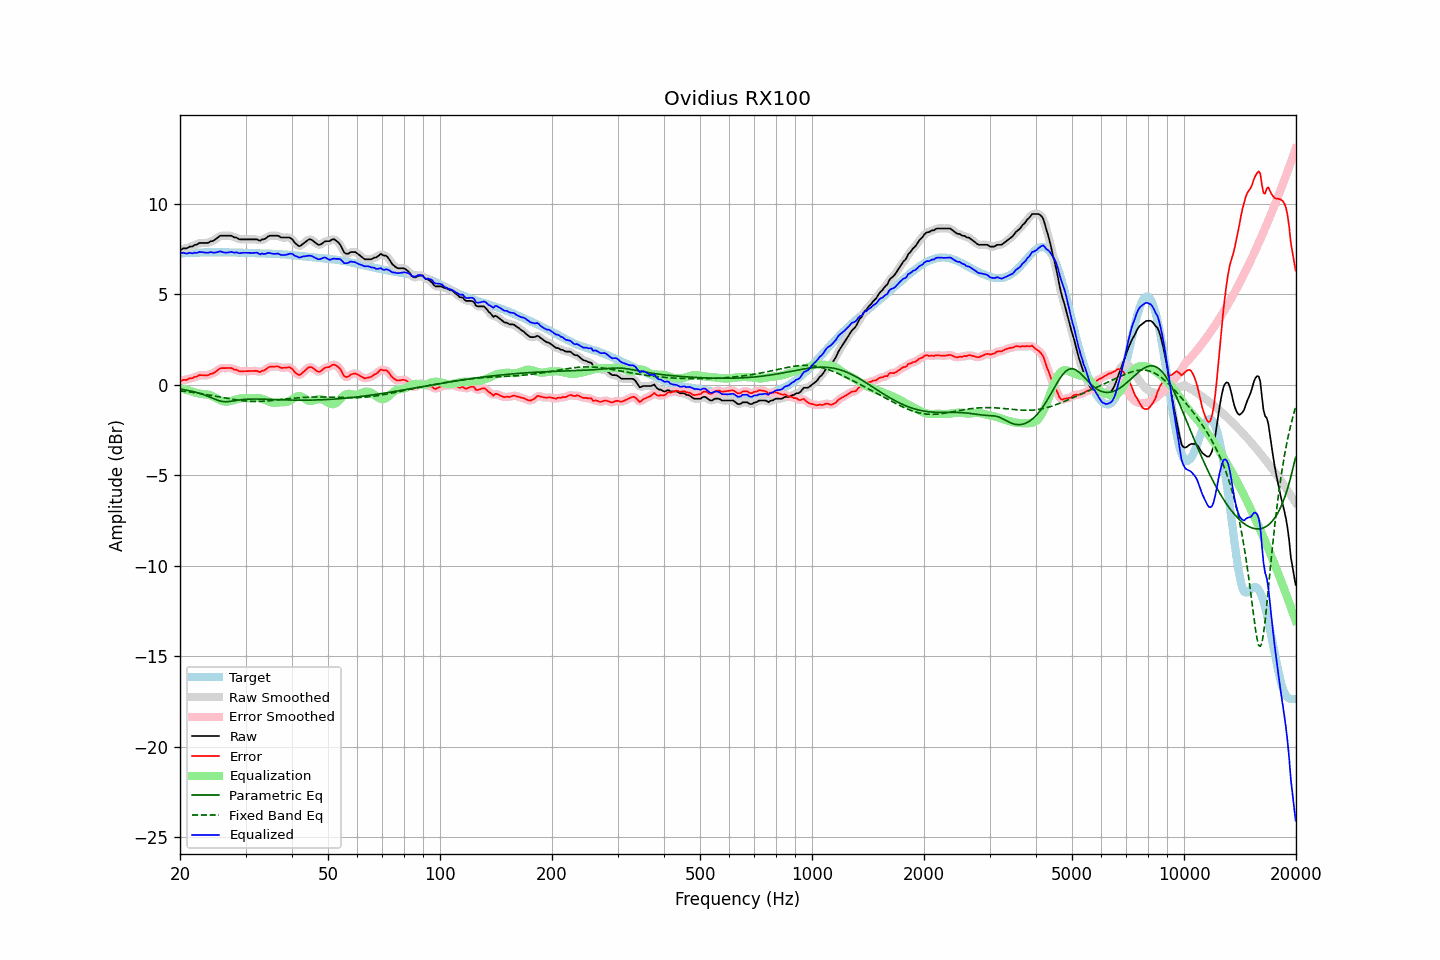 Ovidius RX100
Amplitude (dBr)
10
5
0
−5
−10
−15
−20
−25
Target
Raw Smoothed
Error Smoothed
Raw
Error
Equalization
Parametric Eq
Fixed Band Eq
Equalized
20 50 100 200 500 1000 2000 5000 10000 20000
Frequency (Hz)